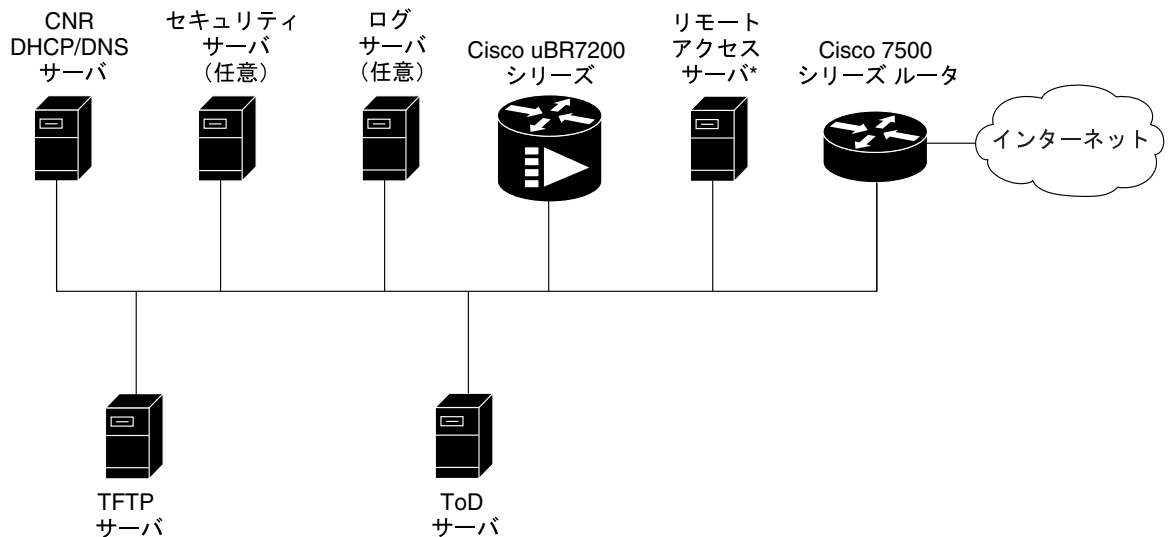 CNR
DHCP/DNS
サーバ
セキュリティ
サーバ
（任意）
ログ
サーバ
（任意）
Cisco uBR7200
シリーズ
リモート
アクセス
サーバ*
Cisco 7500
シリーズ ルータ
インターネット
TFTP
サーバ
ToD
サーバ